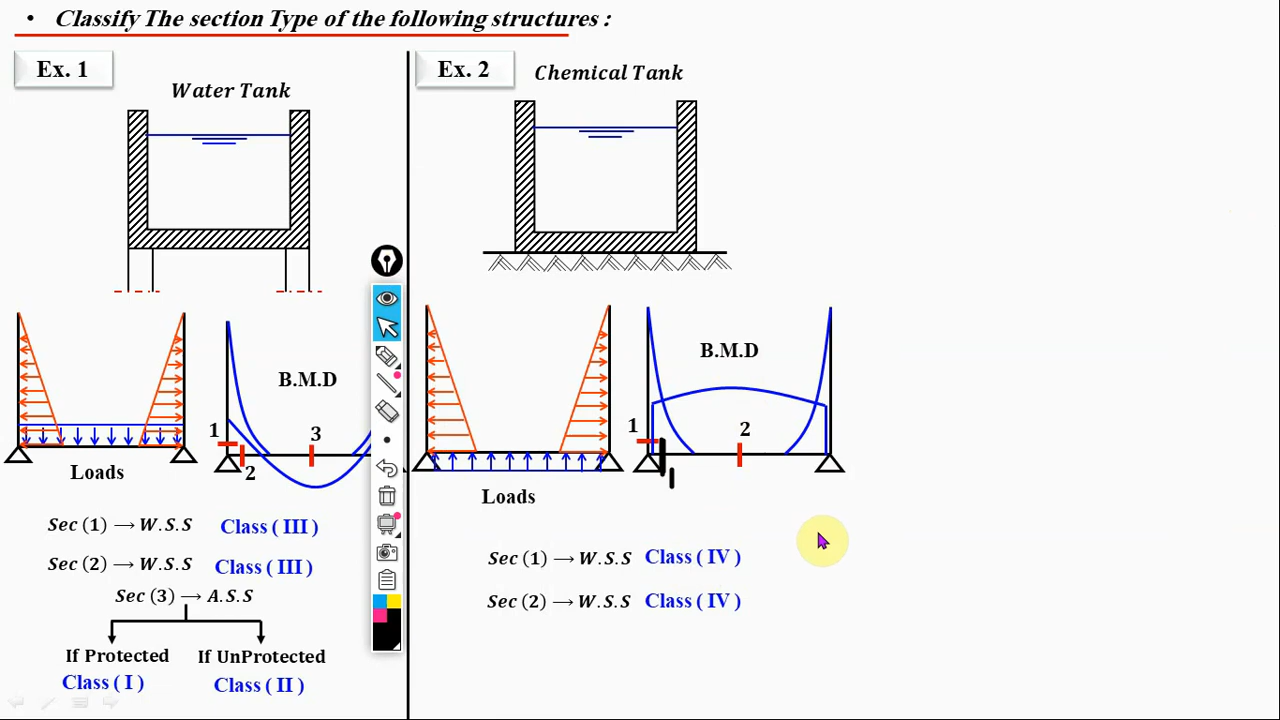 • Classify The section Type of the following structures :
Ex. 1
Water Tank
Loads
B.M.D
1
2
3
Sec (1) → W.S.S Class ( III )
Sec (2) → W.S.S Class ( III )
Sec (3) → A.S.S
If Protected If UnProtected
Class ( I ) Class ( II )
Ex. 2
Chemical Tank
Loads
B.M.D
1
2
1
Sec (1) → W.S.S Class ( IV )
Sec (2) → W.S.S Class ( IV )